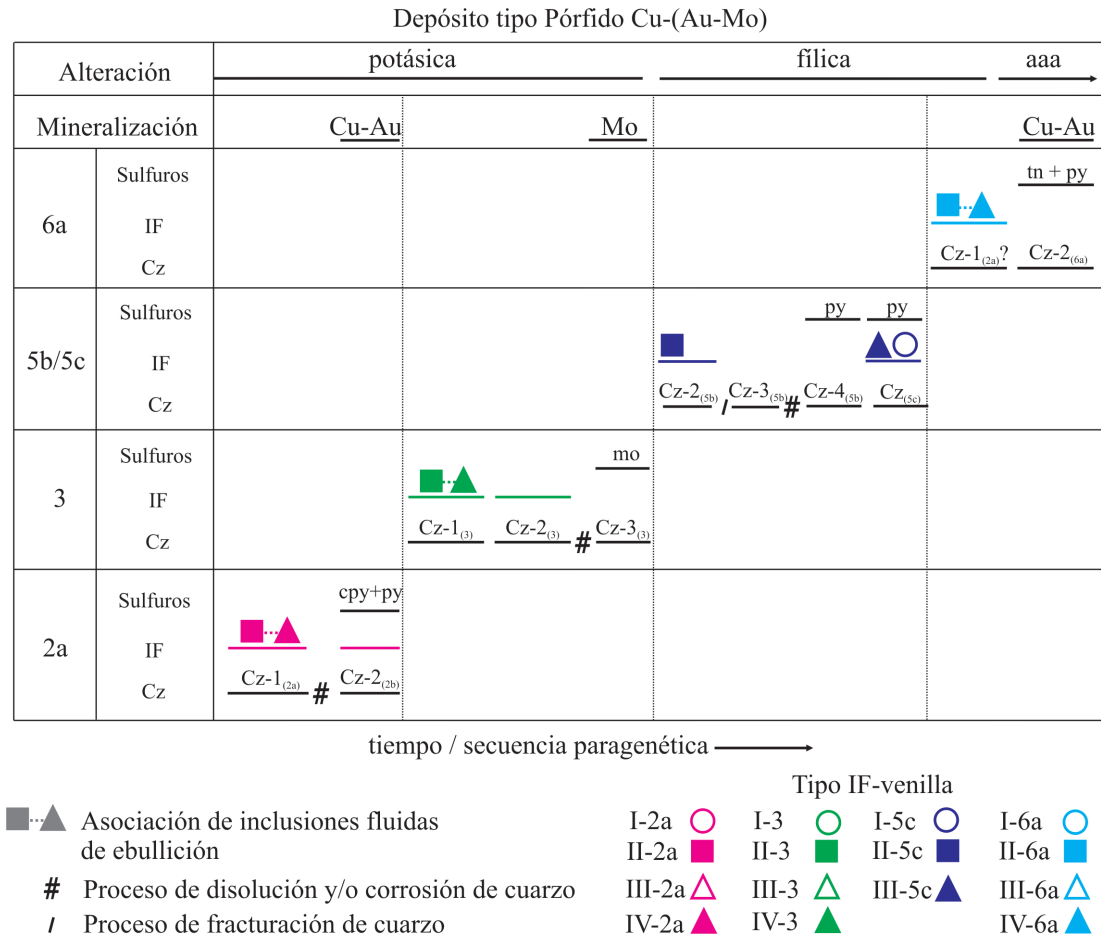 Depósito tipo Pórfido Cu-(Au-Mo)
Alteración potásica fílica aaa
Mineralización Cu-Au Mo Cu-Au
6a
Sulfuros tn + py
IF
Cz Cz-1(2a)? Cz-2(6a)
5b/5c
Sulfuros py py
IF
Cz Cz-2(5b) / Cz-3(5b) # Cz-4(5b) Cz(5c)
3
Sulfuros mo
IF
Cz Cz-1(3) Cz-2(3) # Cz-3(3)
2a
Sulfuros cpy+py
IF
Cz Cz-1(2a) # Cz-2(2b)
tiempo / secuencia paragenética
Asociación de inclusiones fluidas
de ebullición
# Proceso de disolución y/o corrosión de cuarzo
/ Proceso de fracturación de cuarzo
Tipo IF-venilla
I-2a I-3 I-5c I-6a
II-2a II-3 II-5c II-6a
III-2a III-3 III-5c III-6a
IV-2a IV-3 IV-6a